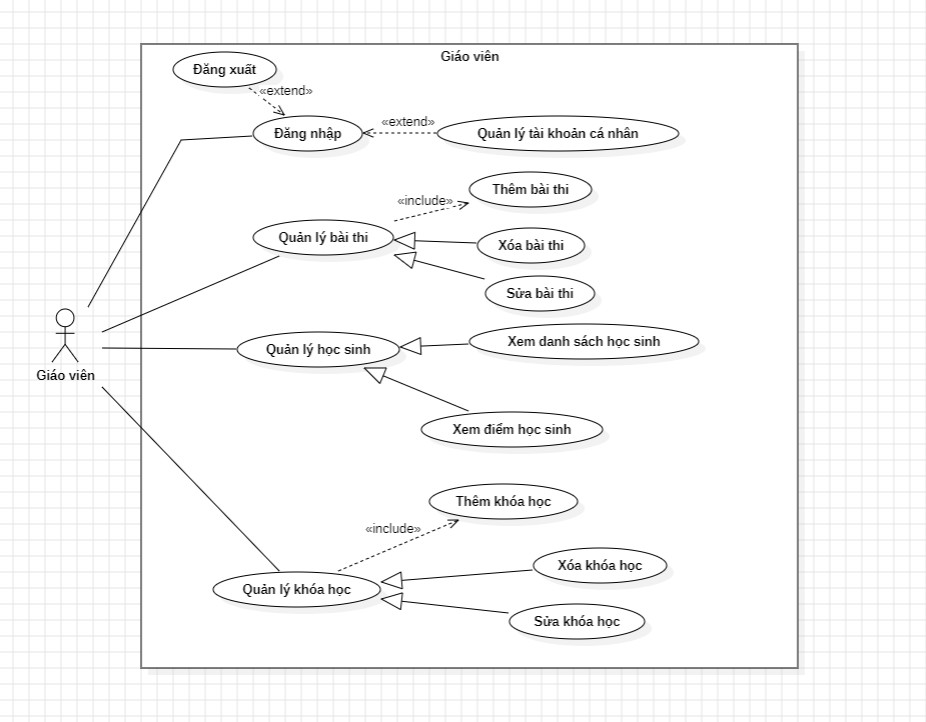 Giáo viên
Đăng xuất
«extend»
Đăng nhập
«extend»
Quản lý tài khoản cá nhân
Thêm bài thi
«include»
Quản lý bài thi
Xóa bài thi
Sửa bài thi
Quản lý học sinh
Xem danh sách học sinh
Giáo viên
Xem điểm học sinh
Thêm khóa học
«include»
Xóa khóa học
Quản lý khóa học
Sửa khóa học